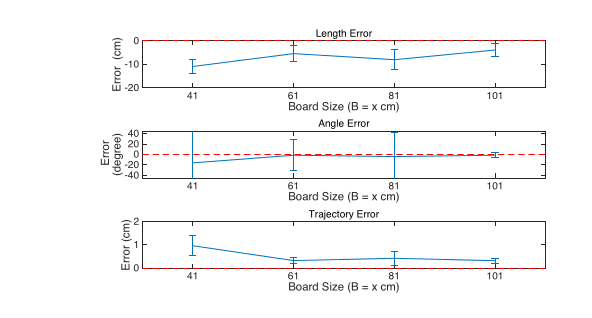 Length Error
0
-10
-20
Error (cm)
41 61 81 101
Board Size (B = x cm)
Angle Error
40
20
0
-20
-40
Error
(degree)
41 61 81 101
Board Size (B = x cm)
Trajectory Error
2
1
0
Error (cm)
41 61 81 101
Board Size (B = x cm)